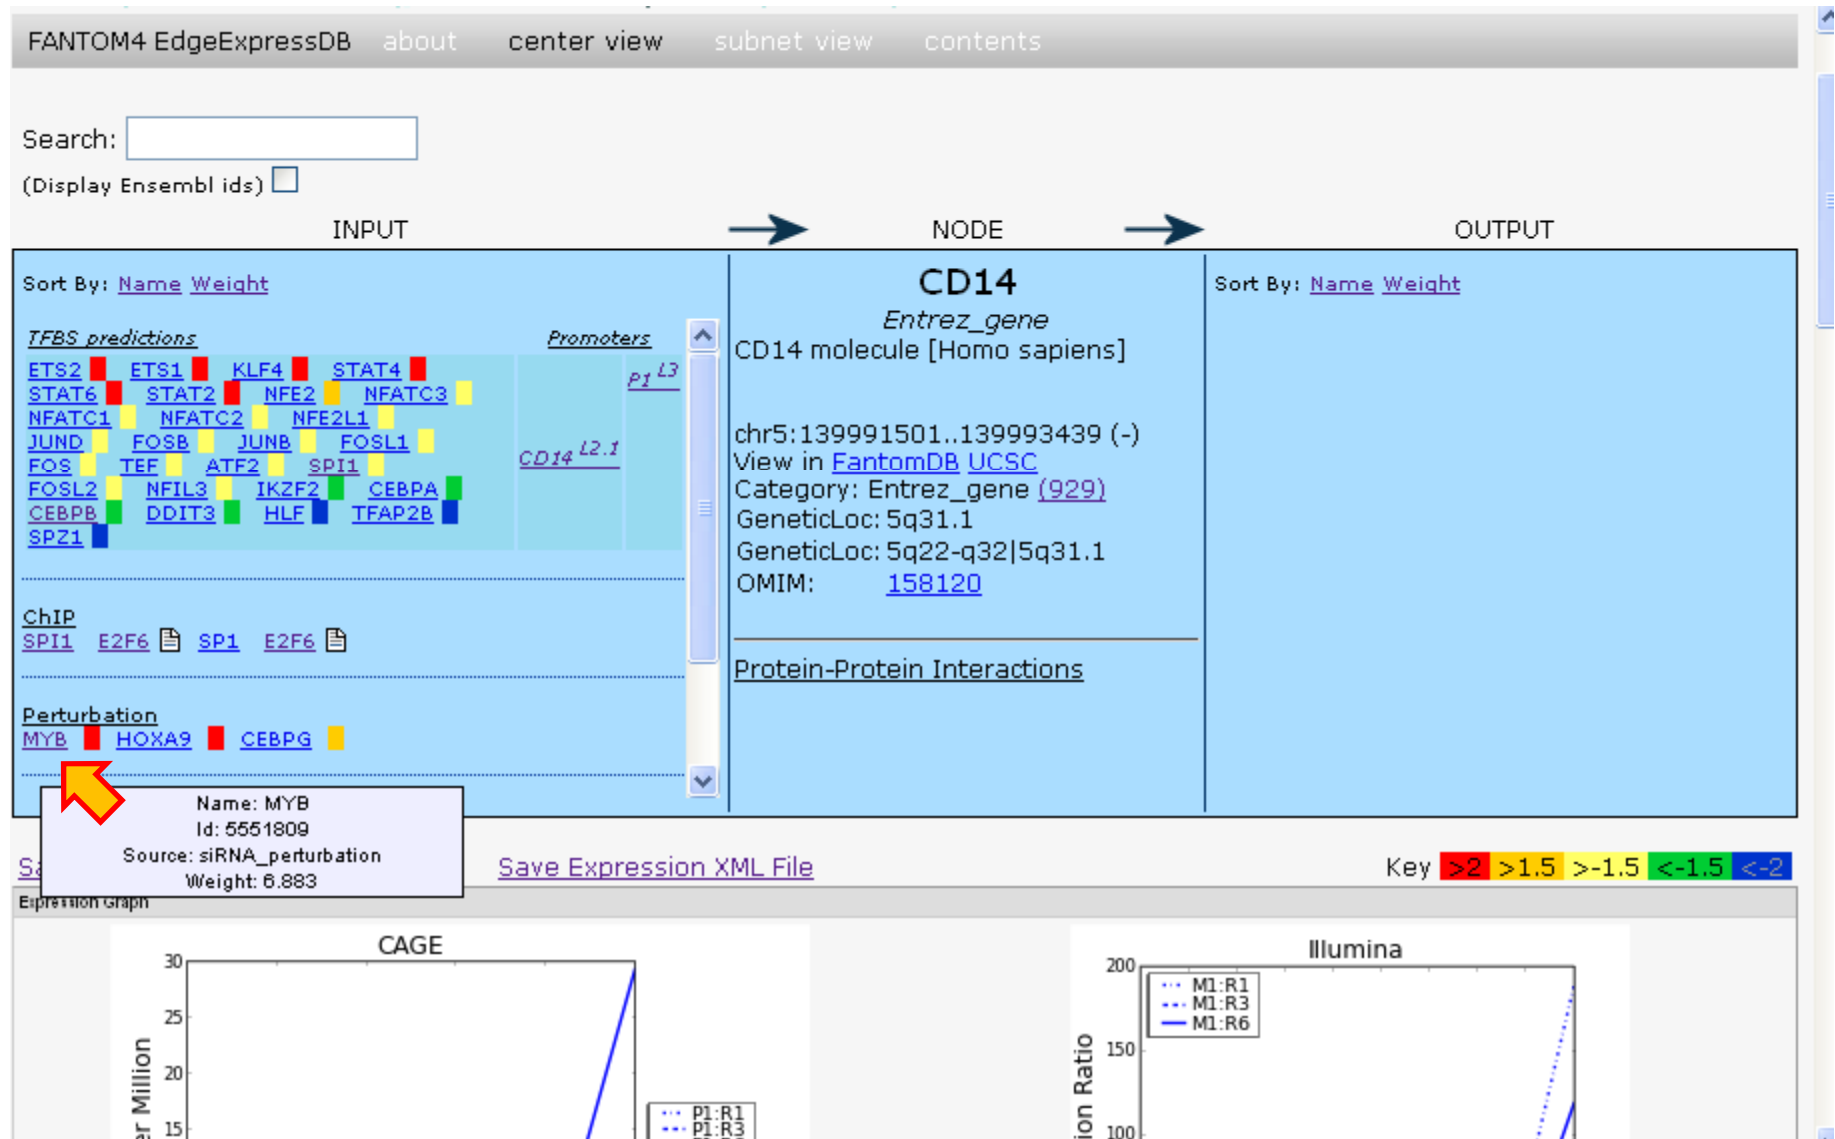 FANTOM4 EdgeExpressDB about center view subnet view contents
Search:
(Display Ensembl ids)
INPUT NODE OUTPUT
Sort By: Name Weight
TFBS predictions Promoters
ETS2 ETS1 KLF4 STAT4
STAT6 STAT2 NFE2 NFATC3
NFATC1 NFATC2 NFE2L1
JUND FOSB JUNB FOSL1
FOS TEF ATF2 SPI1
FOSL2 NFIL3 IKZF2 CEBPA
CEBPB DDIT3 HLF TFAP2B
SPZ1
CD14 L2.1
P1 L3
ChIP
SPI1 E2F6 SP1 E2F6
Perturbation
MYB HOXA9 CEBPG
Name: MYB
Id: 5551809
Source: siRNA_perturbation
Weight: 6.883
CD14
Entrez_gene
CD14 molecule [Homo sapiens]
chr5:139991501..139993439 (-)
View in FantomDB UCSC
Category: Entrez_gene (929)
GeneticLoc: 5q31.1
GeneticLoc: 5q22-q32|5q31.1
OMIM: 158120
Protein-Protein Interactions
Sort By: Name Weight
Save Expression XML File
Key >2 >1.5 >-1.5 <-1.5 <-2
Expression Graph
CAGE
30
25
20
15
Million
P1:R1
P1:R3
Illumina
200
150
100
Ratio
M1:R1
M1:R3
M1:R6